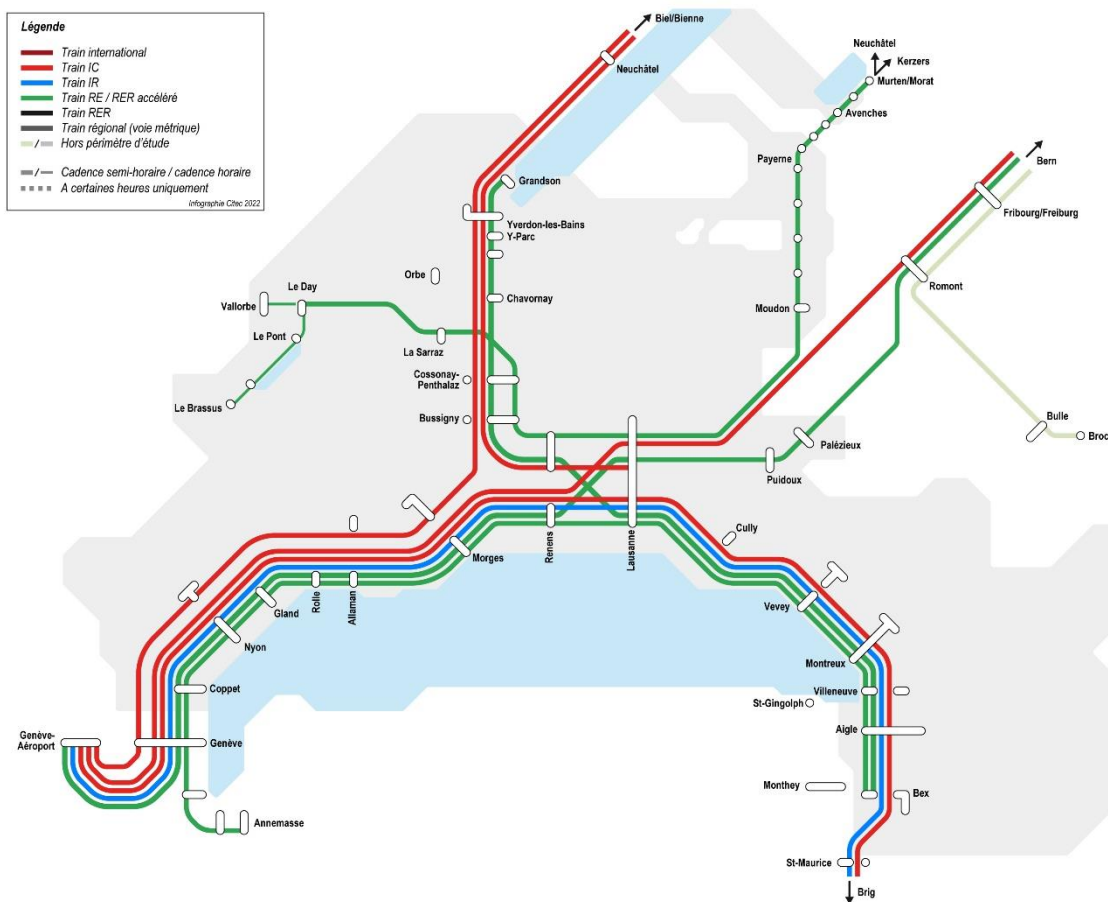 Légende
Train international
Train IC
Train IR
Train RE / RER accéléré
Train RER
Train régional (voie métrique)
/ Hors périmètre d'étude
/ Cadence semi-horaire / cadence horaire
A certaines heures uniquement
Infographie Citec 2022
Biel/Bienne
Neuchâtel
Neuchâtel
Kerzers
Murten/Morat
Avenches
Payerne
Bern
Grandson
Fribourg/Freiburg
Yverdon-les-Bains
Y-Parc
Orbe
Romont
Le Day
Chavornay
Vallorbe
Moudon
Le Pont
La Sarraz
Cossonay-
Penthalaz
Le Brassus
Bussigny
Bulle
Broc
Palézieux
Puidoux
Cully
Morges
Renens
Lausanne
Rolle
Allaman
Gland
Vevey
Nyon
Montreux
Coppet
Villeneuve
St-Gingolph
Genève-
Aéroport
Genève
Aigle
Monthey
Bex
Annemasse
St-Maurice
Brig